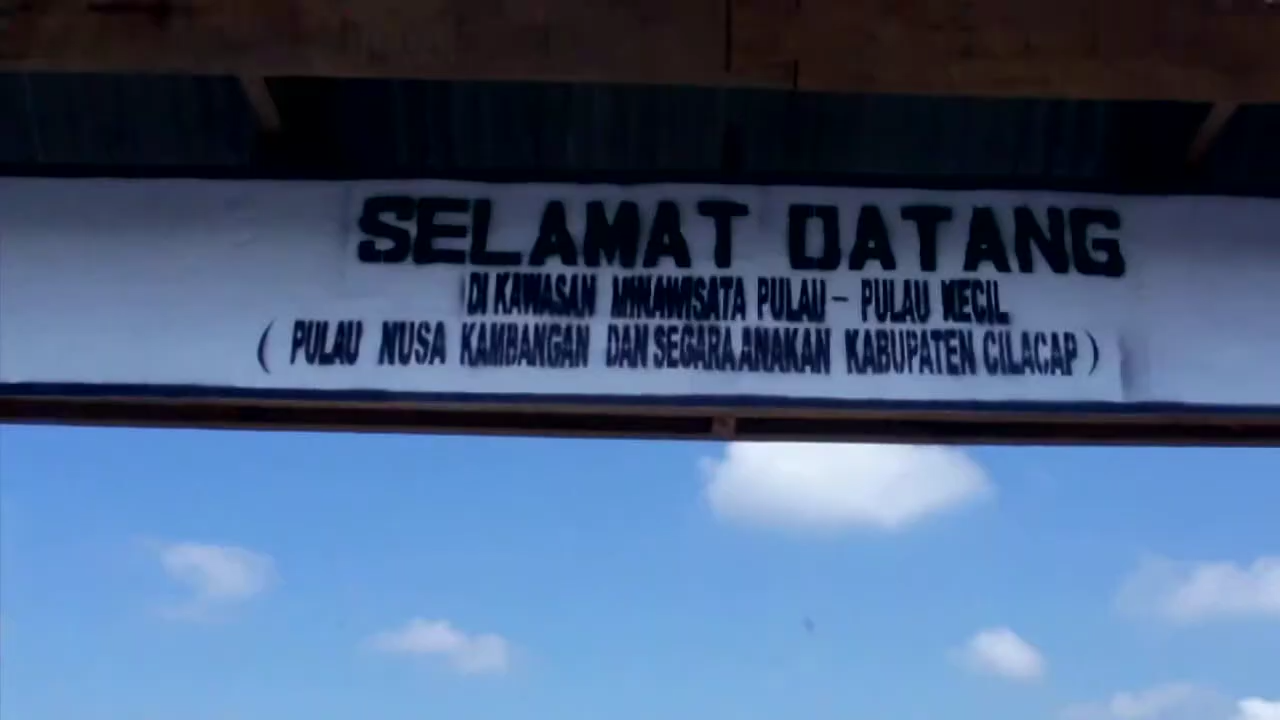 SELAMAT DATANG
DI KAWASAN MINAWISATA PULAU - PULAU KECIL
( PULAU NUSA KAMBANGAN DAN SEGARA ANAKAN KABUPATEN CILACAP )